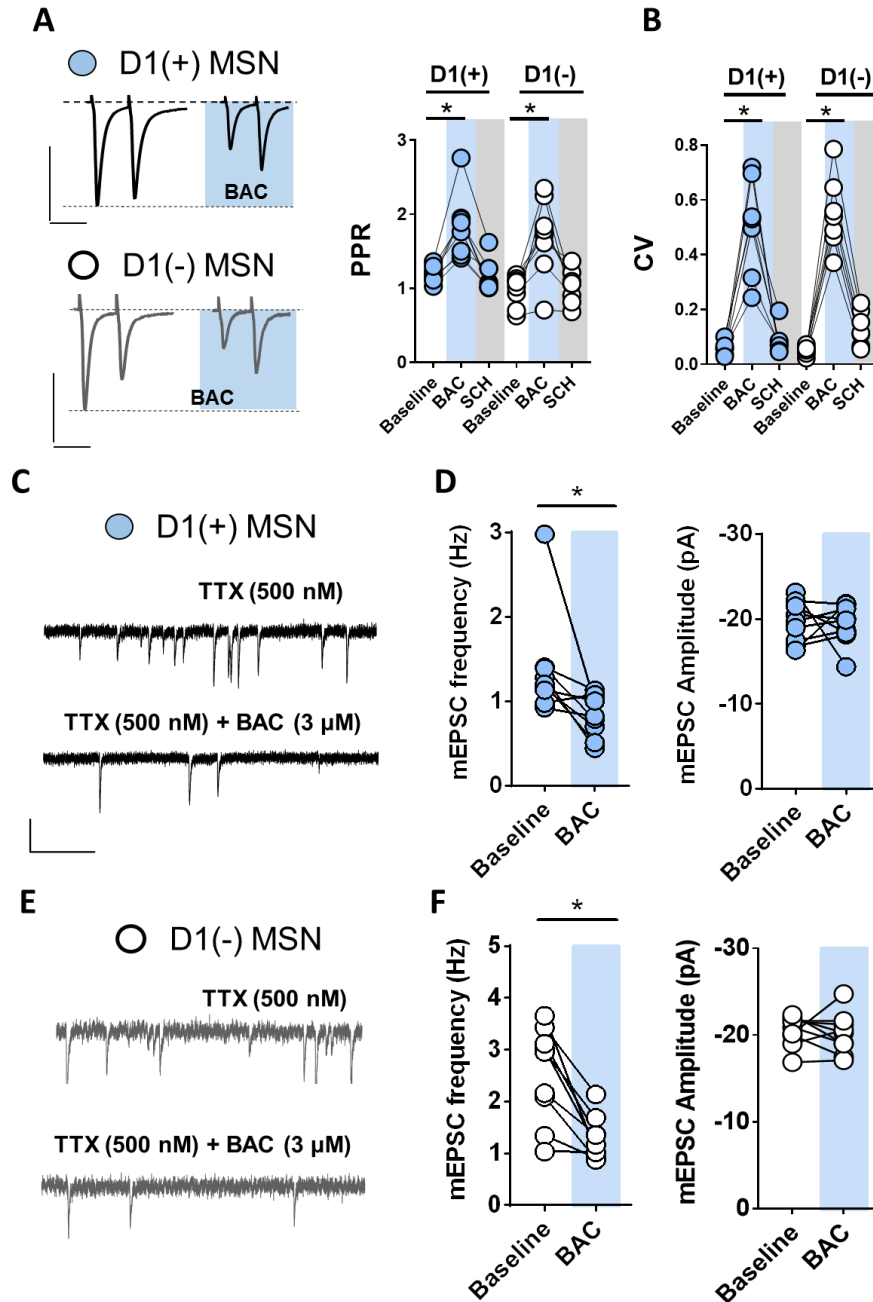 A
D1(+) MSN
BAC
D1(-) MSN
BAC
D1(+) D1(-)
* *
PPR
3
2
1
0
Baseline
BAC
SCH
Baseline
BAC
SCH
B
D1(+) D1(-)
* *
CV
0.8
0.6
0.4
0.2
0.0
Baseline
BAC
SCH
Baseline
BAC
SCH
C
D1(+) MSN
TTX (500 nM)
TTX (500 nM) + BAC (3 µM)
D
*
mEPSC frequency (Hz)
3
2
1
0
Baseline
BAC
mEPSC Amplitude (pA)
-30
-20
-10
0
Baseline
BAC
E
D1(-) MSN
TTX (500 nM)
TTX (500 nM) + BAC (3 µM)
F
*
mEPSC frequency (Hz)
5
4
3
2
1
0
Baseline
BAC
mEPSC Amplitude (pA)
-30
-20
-10
-0
Baseline
BAC